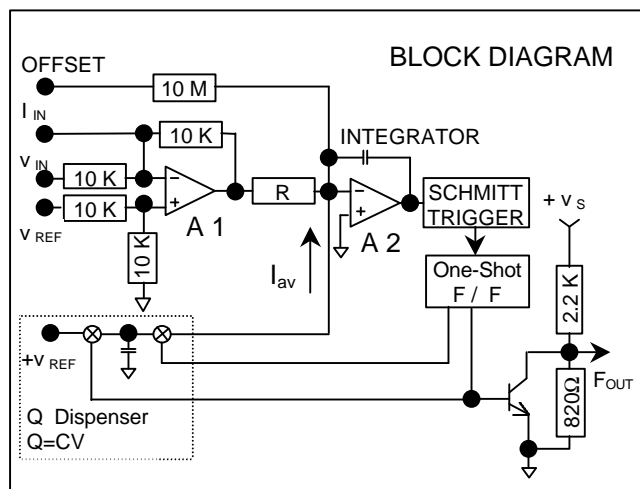 BLOCK DIAGRAM
OFFSET
10 M
I IN
10 K
INTEGRATOR
v IN
10 K
−
R
−
SCHMITT
TRIGGER
+ v S
10 K
+
A 1
+
A 2
v REF
10 K
I av
One-Shot
F / F
2.2 K
+v REF
F OUT
820Ω
Q Dispenser
Q=CV